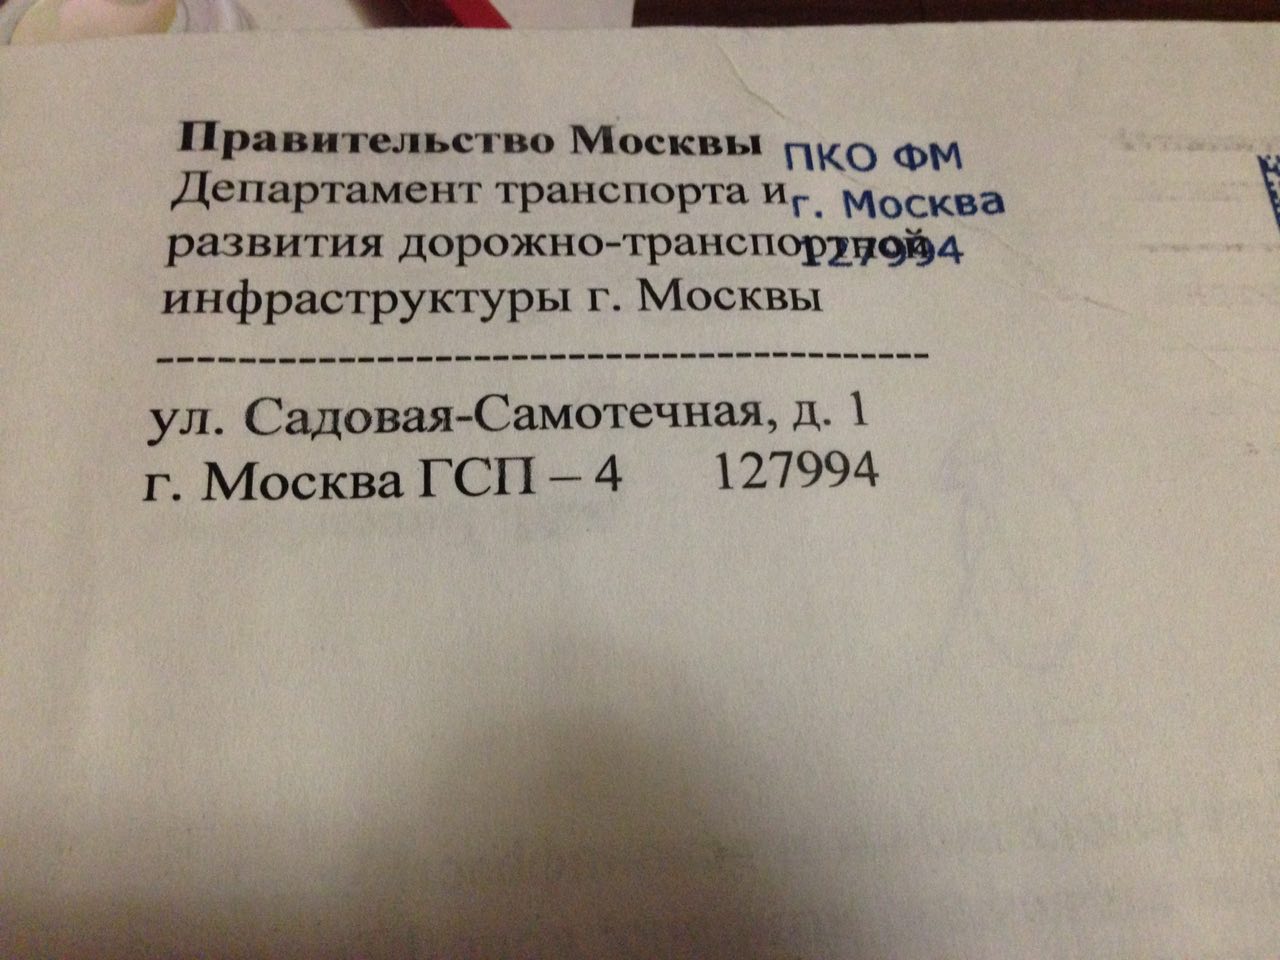 Правительство Москвы
Департамент транспорта и
развития дорожно-транспортной
инфраструктуры г. Москвы
---------------------------------------
ул. Садовая-Самотечная, д. 1
г. Москва ГСП – 4 127994
ПКО ФМ
г. Москва
127994